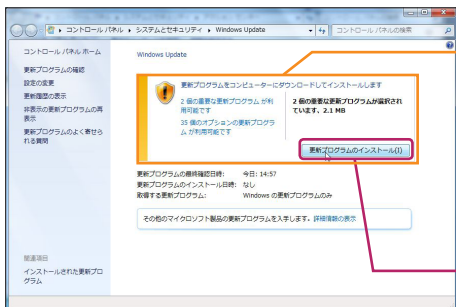 コントロール パネル ▸ システムとセキュリティ ▸ Windows Update
コントロール パネルの検索
コントロール パネル ホーム
更新プログラムの確認
設定の変更
更新履歴の表示
非表示の更新プログラムの再
表示
更新プログラムのよく寄せら
れる質問
関連項目
インストールされた更新プロ
グラム
Windows Update
更新プログラムをコンピューターにダウンロードしてインストールします
2 個の重要な更新プログラム が利
用可能です
35 個のオプションの更新プログラ
ム が利用可能です
2 個の重要な更新プログラムが選択され
ています、2.1 MB
更新プログラムのインストール(I)
更新プログラムの最終確認日時: 今日: 14:57
更新プログラムのインストール日時: なし
取得する更新プログラム: Windows の更新プログラムのみ
その他のマイクロソフト製品の更新プログラムを入手します。 詳細情報の表示